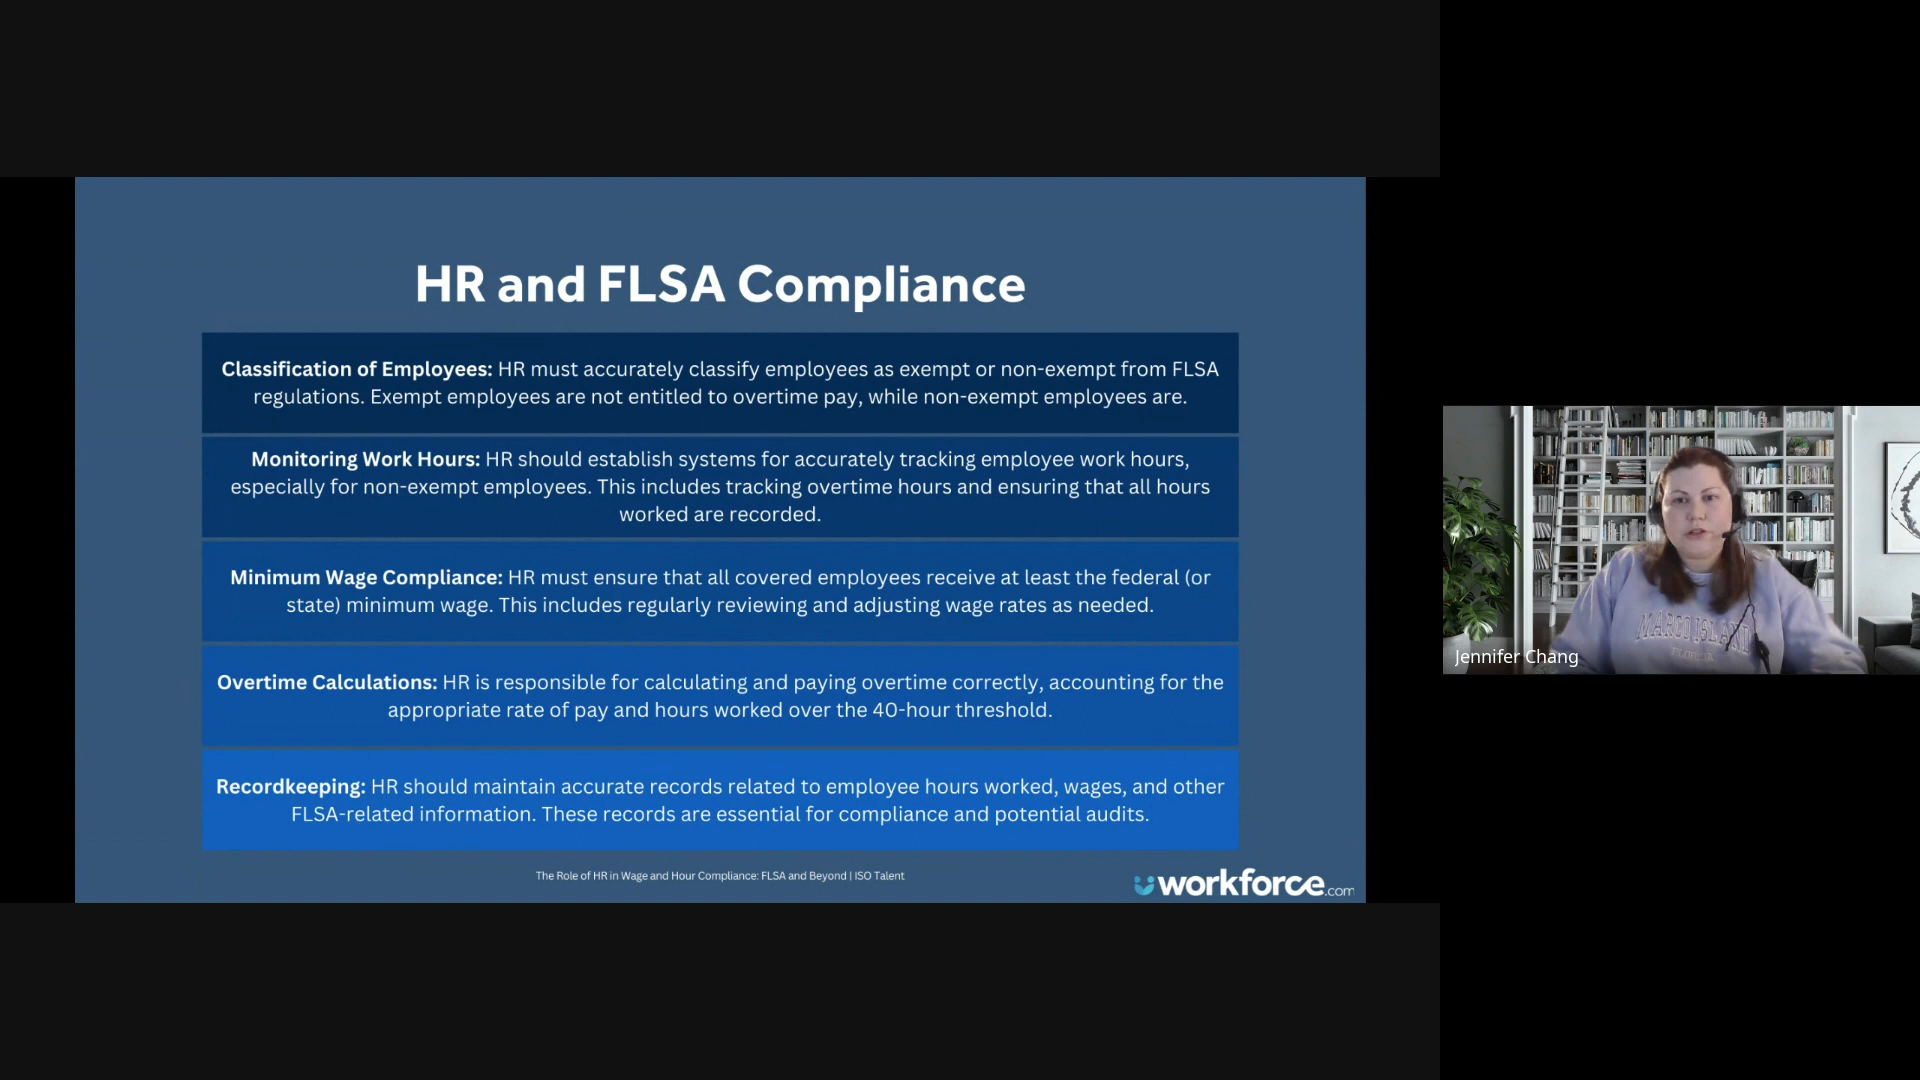 HR and FLSA Compliance
Classification of Employees: HR must accurately classify employees as exempt or non-exempt from FLSA
regulations. Exempt employees are not entitled to overtime pay, while non-exempt employees are.
Monitoring Work Hours: HR should establish systems for accurately tracking employee work hours,
especially for non-exempt employees. This includes tracking overtime hours and ensuring that all hours
worked are recorded.
Minimum Wage Compliance: HR must ensure that all covered employees receive at least the federal (or
state) minimum wage. This includes regularly reviewing and adjusting wage rates as needed.
Overtime Calculations: HR is responsible for calculating and paying overtime correctly, accounting for the
appropriate rate of pay and hours worked over the 40-hour threshold.
Recordkeeping: HR should maintain accurate records related to employee hours worked, wages, and other
FLSA-related information. These records are essential for compliance and potential audits.
The Role of HR in Wage and Hour Compliance: FLSA and Beyond | ISO Talent
workforce.com
MARCO ISLAND
Jennifer Chang